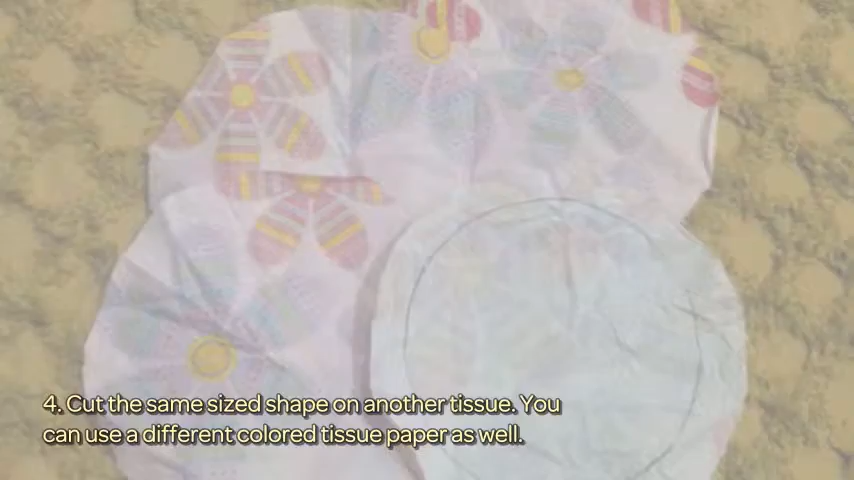 4. Cut the same sized shape on another tissue. You
can use a different colored tissue paper as well.